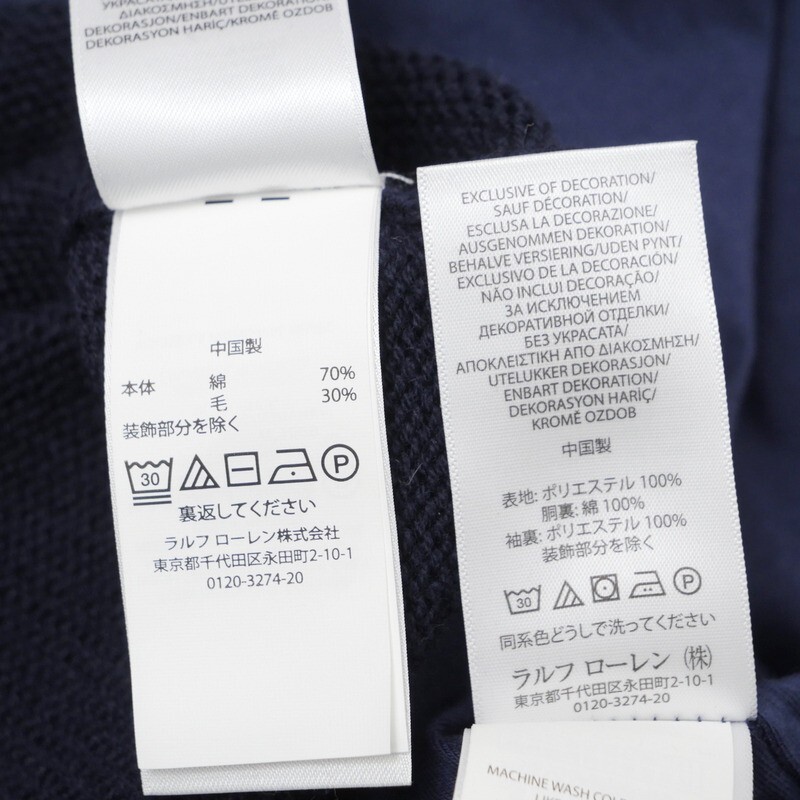 УКРАСАТА/
ΔΙΑΚΟΣΜΗΣΗ/UTELUKKER
DEKORASJON/ENBART DEKORATION/
DEKORASYON HARİÇ/KROMĚ OZDOB
中国製
本体 綿 70%
毛 30%
装飾部分を除く
30 P
裏返してください
ラルフ ローレン株式会社
東京都千代田区永田町2-10-1
0120-3274-20
EXCLUSIVE OF DECORATION/
SAUF DÉCORATION/
ESCLUSA LA DECORAZIONE/
AUSGENOMMEN DEKORATION/
BEHALVE VERSIERING/UDEN PYNT/
EXCLUSIVO DE LA DECORACIÓN/
NÃO INCLUI DECORAÇÃO/
ЗА ИСКЛЮЧЕНИЕМ
ДЕКОРАТИВНОЙ ОТДЕЛКИ/
БЕЗ УКРАСАТА/
ΑΠΟΚΛΕΙΣΤΙΚΗ ΑΠΟ ΔΙΑΚΟΣΜΗΣΗ/
UTELUKKER DEKORASJON/
ENBART DEKORATION/
DEKORASYON HARİÇ/
KROMĚ OZDOB
中国製
表地: ポリエステル 100%
胴裏: 綿 100%
袖裏: ポリエステル 100%
装飾部分を除く
30 P
同系色どうしで洗ってください
ラルフ ローレン (株)
東京都千代田区永田町2-10-1
0120-3274-20
MACHINE WASH